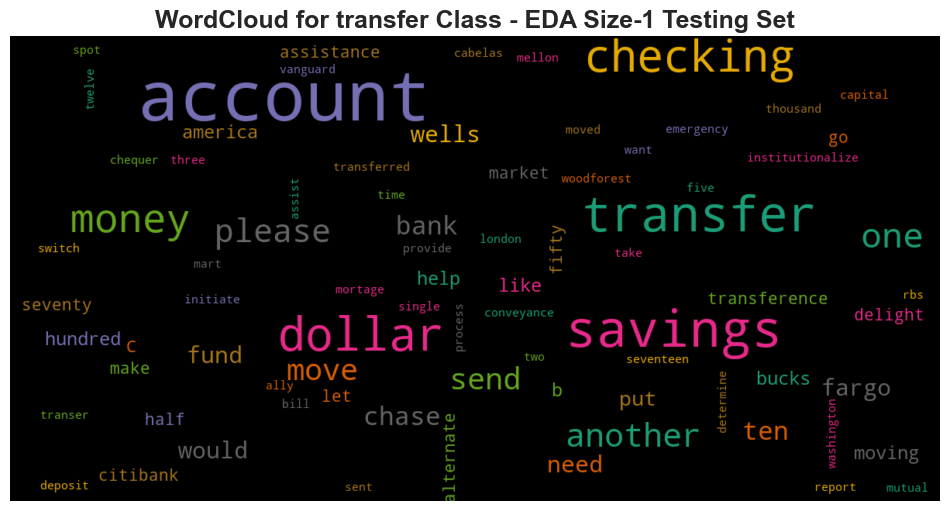 WordCloud for transfer Class - EDA Size-1 Testing Set
spot
assistance
cabelas
mellon
checking
vanguard
twelve
account
capital
thousand
america
wells
moved
emergency
go
want
chequer
three
transferred
market
woodforest
institutionalize
assist
time
five
money
please
bank
transfer
one
switch
provide
london
fifty
take
mart
help
like
seventy
initiate
mortage
single
conveyance
transference
rbs
delight
hundred
c
dollar
process
savings
fund
two
seventeen
make
move
send
ally
let
bill
b
put
determine
bucks
fargo
transer
half
chase
washington
would
alternate
another
ten
need
moving
citibank
deposit
sent
report
mutual